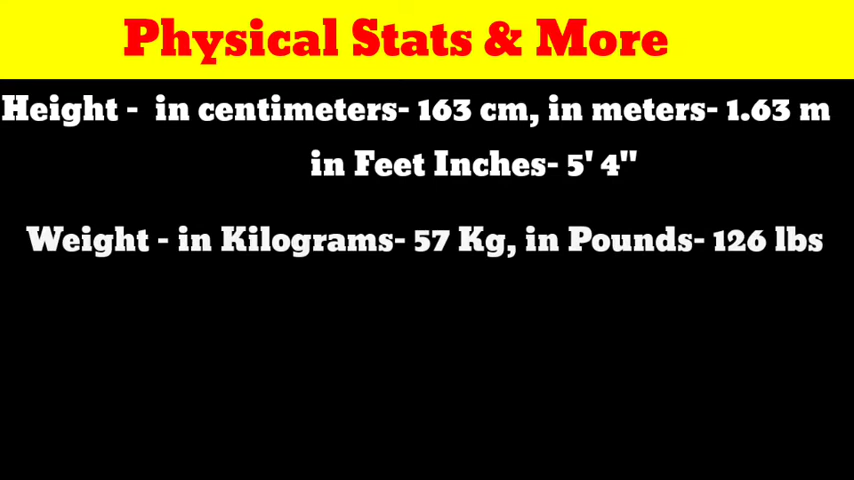 Physical Stats & More
Height - in centimeters- 163 cm, in meters- 1.63 m
in Feet Inches- 5' 4"
Weight - in Kilograms- 57 Kg, in Pounds- 126 lbs